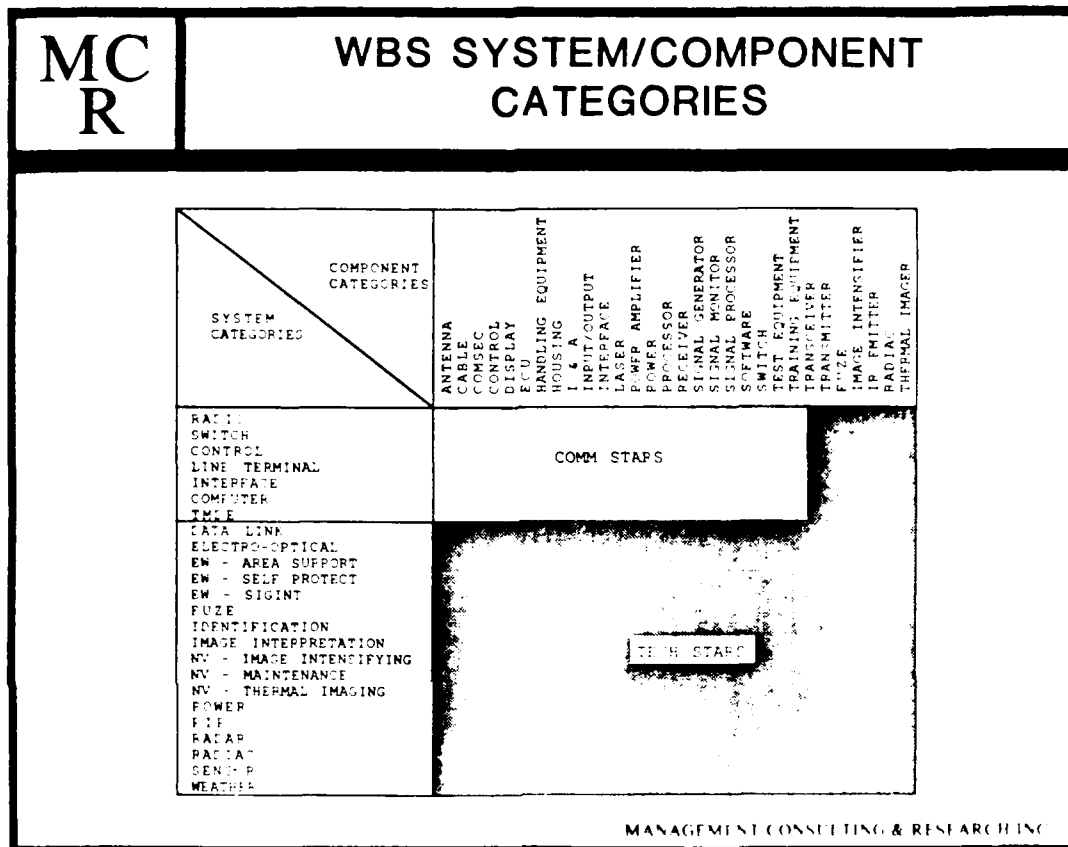 MC
R
WBS SYSTEM/COMPONENT
CATEGORIES
COMPONENT
CATEGORIES
SYSTEM
CATEGORIES
ANTENNA
CABLE
COMSEC
CONTROL
DISPLAY
ECU
HANDLING EQUIPMENT
HOUSING
I & A
INPUT/OUTPUT
INTERFACE
LASER
POWER AMPLIFIER
POWER
PROCESSOR
RECEIVER
SIGNAL GENERATOR
SIGNAL MONITOR
SIGNAL PROCESSOR
SOFTWARE
SWITCH
TEST EQUIPMENT
TRAINING EQUIPMENT
TRANSCEIVER
TRANSMITTER
FUZE
IMAGE INTENSIFIER
IR EMITTER
RADIAC
THERMAL IMAGER
RADIO
SWITCH
CONTROL
LINE TERMINAL
INTERFACE
COMPUTER
TMDE
COMM STARS
DATA LINK
ELECTRO-OPTICAL
EW - AREA SUPPORT
EW - SELF PROTECT
EW - SIGINT
FUZE
IDENTIFICATION
IMAGE INTERPRETATION
NV - IMAGE INTENSIFYING
NV - MAINTENANCE
NV - THERMAL IMAGING
POWER
RADAR
RADIAC
SENSOR
WEATHER
TECH STARS
MANAGEMENT CONSULTING & RESEARCH INC